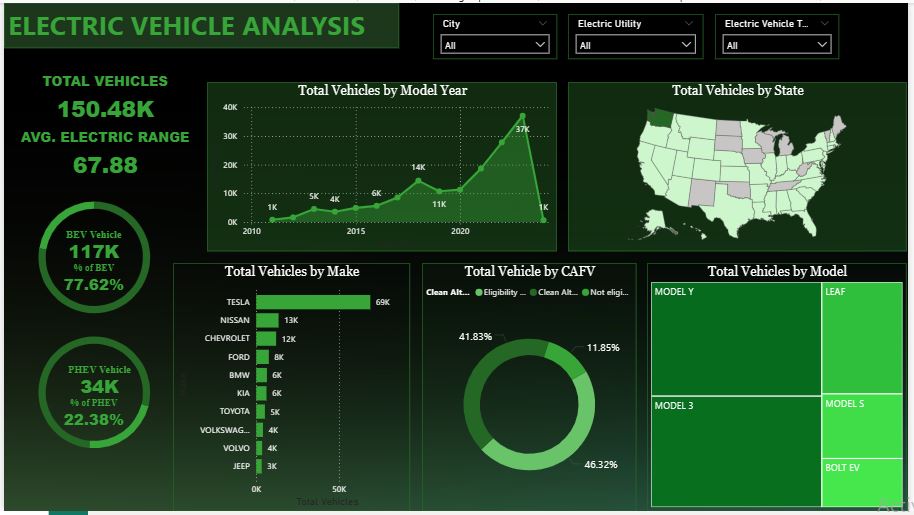 ELECTRIC VEHICLE ANALYSIS
City
All
Electric Utility
All
Electric Vehicle T...
All
TOTAL VEHICLES
150.48K
AVG. ELECTRIC RANGE
67.88
BEV Vehicle
117K
% of BEV
77.62%
PHEV Vehicle
34K
% of PHEV
22.38%
Total Vehicles by Model Year
40K
30K
20K
10K
0K
1K
5K
4K
6K
14K
11K
37K
1K
2010
2015
2020
Total Vehicles by State
Total Vehicles by Make
TESLA 69K
NISSAN 13K
CHEVROLET 12K
FORD 8K
BMW 6K
KIA 6K
TOYOTA 5K
VOLKSWAG... 4K
VOLVO 4K
JEEP 3K
0K 50K
Total Vehicles
Total Vehicle by CAFV
Clean Alt... Eligibility ... Clean Alt... Not eligi...
41.83%
11.85%
46.32%
Total Vehicles by Model
MODEL Y
MODEL 3
LEAF
MODEL S
BOLT EV